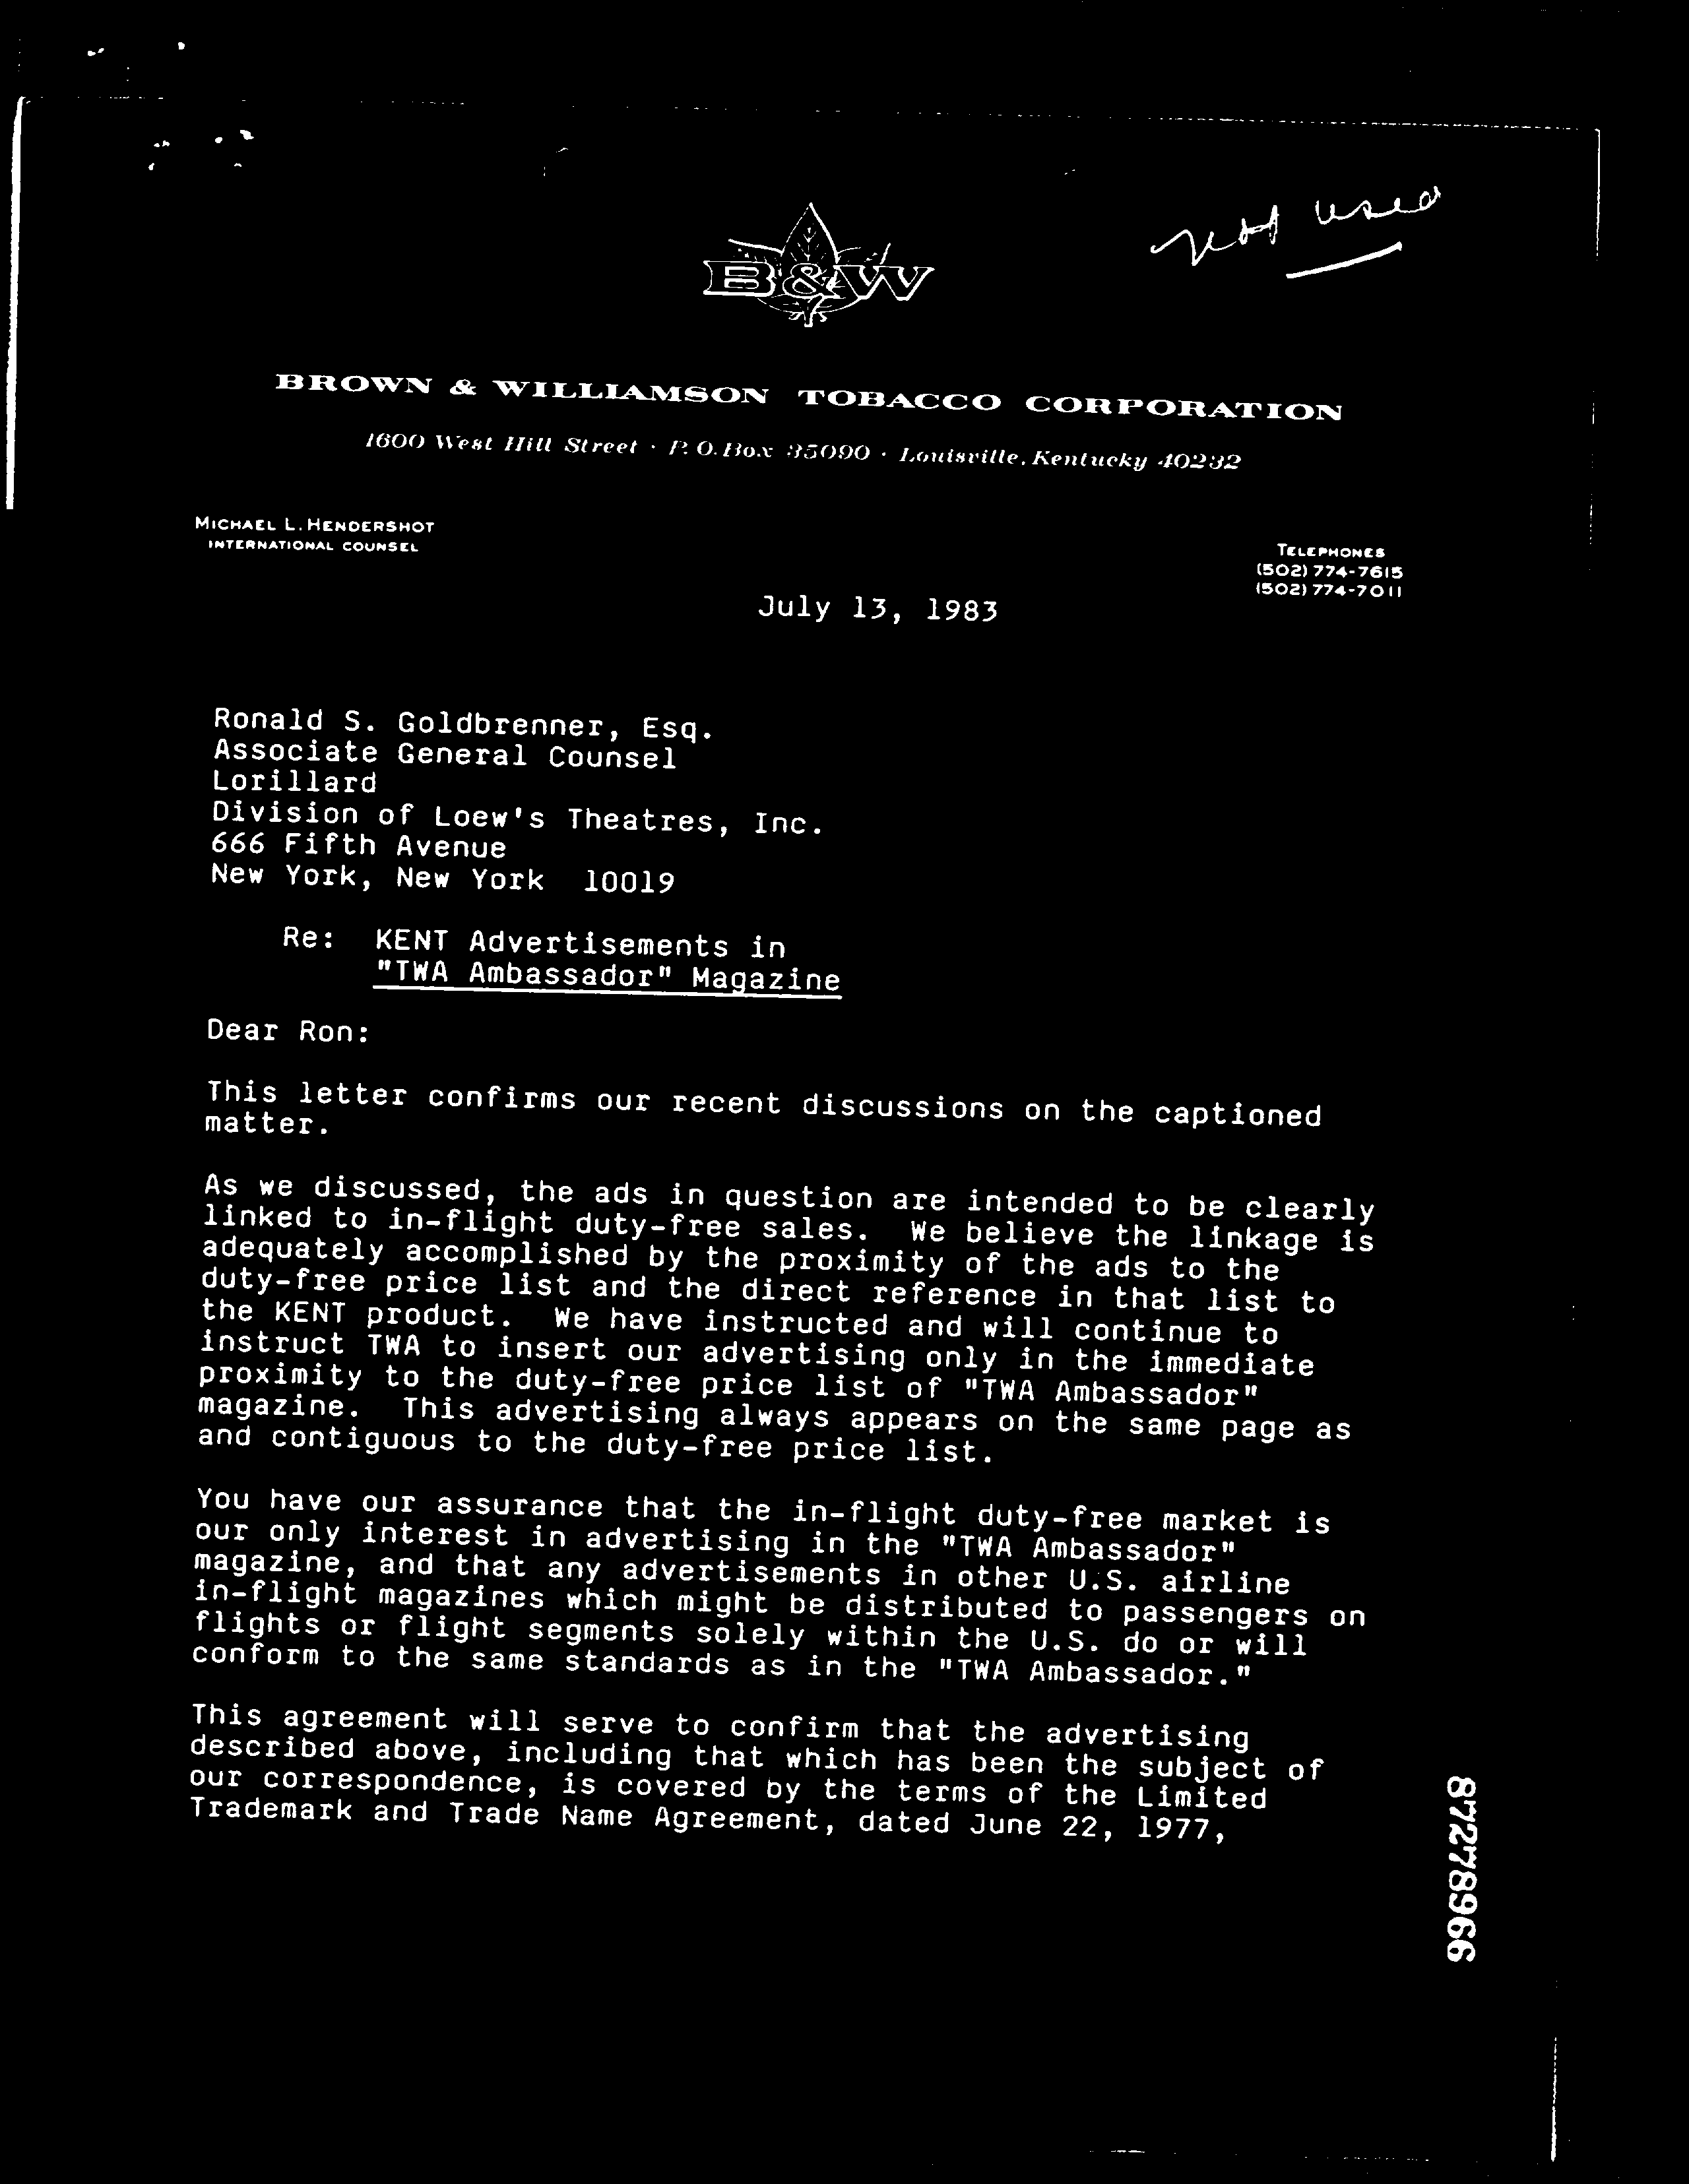 not used
B&W
BROWN & WILLIAMSON TOBACCO CORPORATION
1600 West Hill Street · P.O. Box 35090 · Louisville, Kentucky 40232
MICHAEL L. HENDERSHOT
INTERNATIONAL COUNSEL
TELEPHONES
(502) 774-7615
(502) 774-7011
July 13, 1983
Ronald S. Goldbrenner, Esq.
Associate General Counsel
Lorillard
Division of Loew's Theatres, Inc.
666 Fifth Avenue
New York, New York 10019
Re: KENT Advertisements in
"TWA Ambassador" Magazine
Dear Ron:
This letter confirms our recent discussions on the captioned
matter.
As we discussed, the ads in question are intended to be clearly
linked to in-flight duty-free sales. We believe the linkage is
adequately accomplished by the proximity of the ads to the
duty-free price list and the direct reference in that list to
the KENT product. We have instructed and will continue to
instruct TWA to insert our advertising only in the immediate
proximity to the duty-free price list of "TWA Ambassador"
magazine. This advertising always appears on the same page as
and contiguous to the duty-free price list.
You have our assurance that the in-flight duty-free market is
our only interest in advertising in the "TWA Ambassador"
magazine, and that any advertisements in other U.S. airline
in-flight magazines which might be distributed to passengers on
flights or flight segments solely within the U.S. do or will
conform to the same standards as in the "TWA Ambassador."
This agreement will serve to confirm that the advertising
described above, including that which has been the subject of
our correspondence, is covered by the terms of the Limited
Trademark and Trade Name Agreement, dated June 22, 1977,
87278966